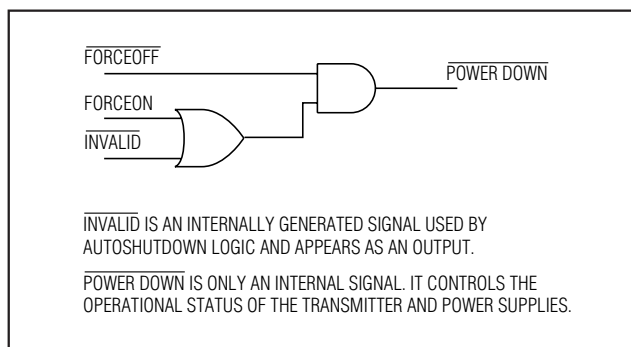 FORCEOFF
POWER DOWN
FORCEON
INVALID
INVALID IS AN INTERNALLY GENERATED SIGNAL USED BY
AUTOSHUTDOWN LOGIC AND APPEARS AS AN OUTPUT.
POWER DOWN IS ONLY AN INTERNAL SIGNAL. IT CONTROLS THE
OPERATIONAL STATUS OF THE TRANSMITTER AND POWER SUPPLIES.